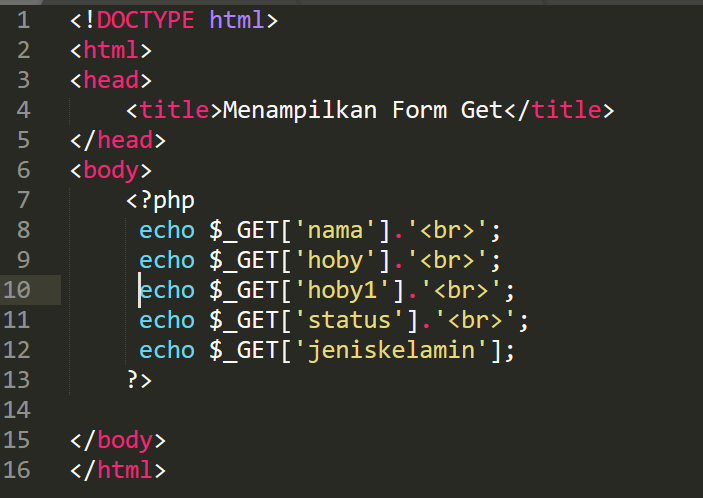 1 <!DOCTYPE html>
2 <html>
3 <head>
4     <title>Menampilkan Form Get</title>
5 </head>
6 <body>
7     <?php
8      echo $_GET['nama'].'<br>';
9      echo $_GET['hoby'].'<br>';
10      echo $_GET['hoby1'].'<br>';
11      echo $_GET['status'].'<br>';
12      echo $_GET['jeniskelamin'];
13     ?>
14
15 </body>
16 </html>